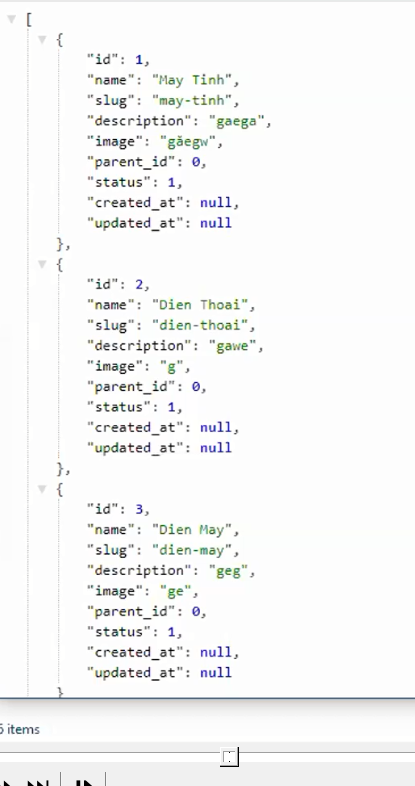 [
{
"id": 1,
"name": "May Tinh",
"slug": "may-tinh",
"description": "gaega",
"image": "găegw",
"parent_id": 0,
"status": 1,
"created_at": null,
"updated_at": null
},
{
"id": 2,
"name": "Dien Thoai",
"slug": "dien-thoai",
"description": "gawe",
"image": "g",
"parent_id": 0,
"status": 1,
"created_at": null,
"updated_at": null
},
{
"id": 3,
"name": "Dien May",
"slug": "dien-may",
"description": "geg",
"image": "ge",
"parent_id": 0,
"status": 1,
"created_at": null,
"updated_at": null
}
items